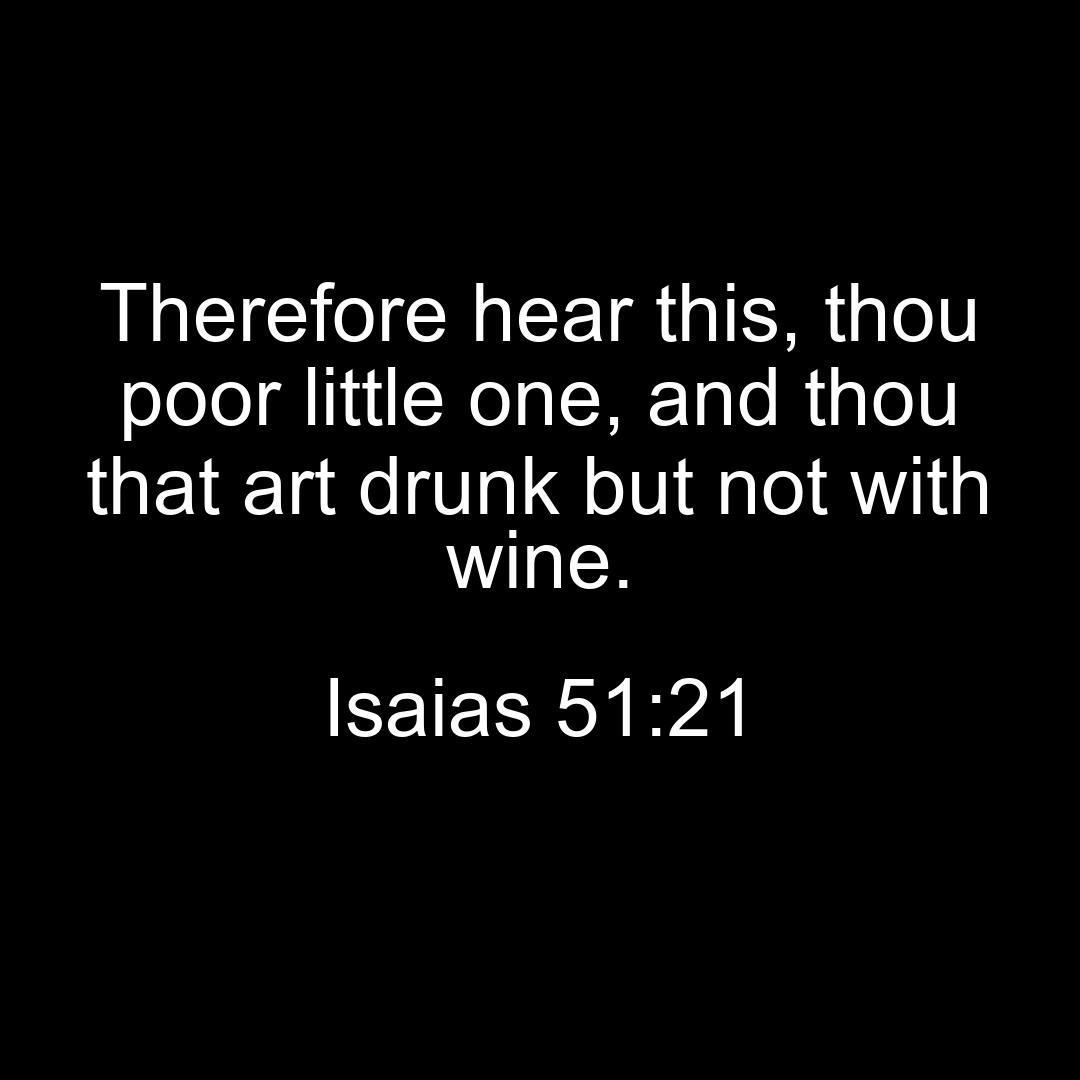 Therefore hear this, thou
poor little one, and thou
that art drunk but not with
wine.
Isaias 51:21